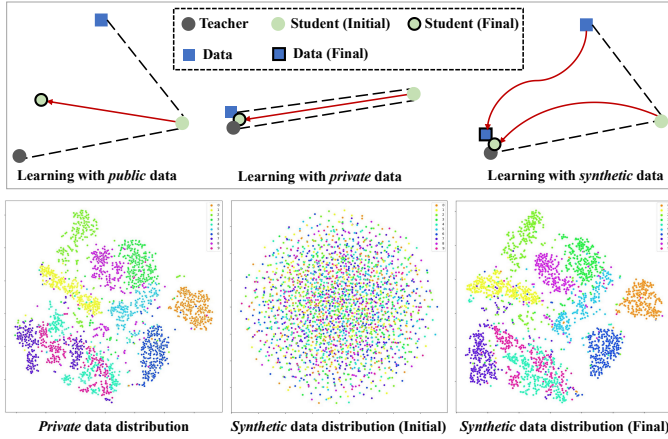 Teacher
Student (Initial)
Student (Final)
Data
Data (Final)
Learning with public data
Learning with private data
Learning with synthetic data
Private data distribution
Synthetic data distribution (Initial)
Synthetic data distribution (Final)